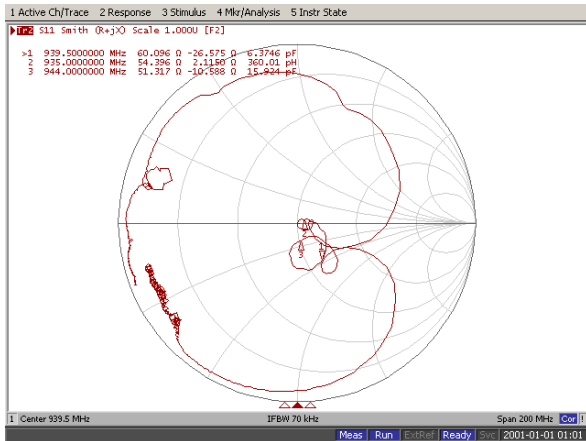 1 Active Ch/Trace 2 Response 3 Stimulus 4 Mkr/Analysis 5 Instr State
Tr2 S11 Smith (R+jX) Scale 1.000U [F2]
>1 939.5000000 MHz 60.096 Ω -26.575 Ω 6.3746 pF
2 935.0000000 MHz 54.396 Ω 2.1150 Ω 360.01 pH
3 944.0000000 MHz 51.317 Ω -10.588 Ω 15.924 pF
2
3
1
1 Center 939.5 MHz IFBW 70 kHz Span 200 MHz Cor !
Meas Run ExtRef Ready Svc 2001-01-01 01:01